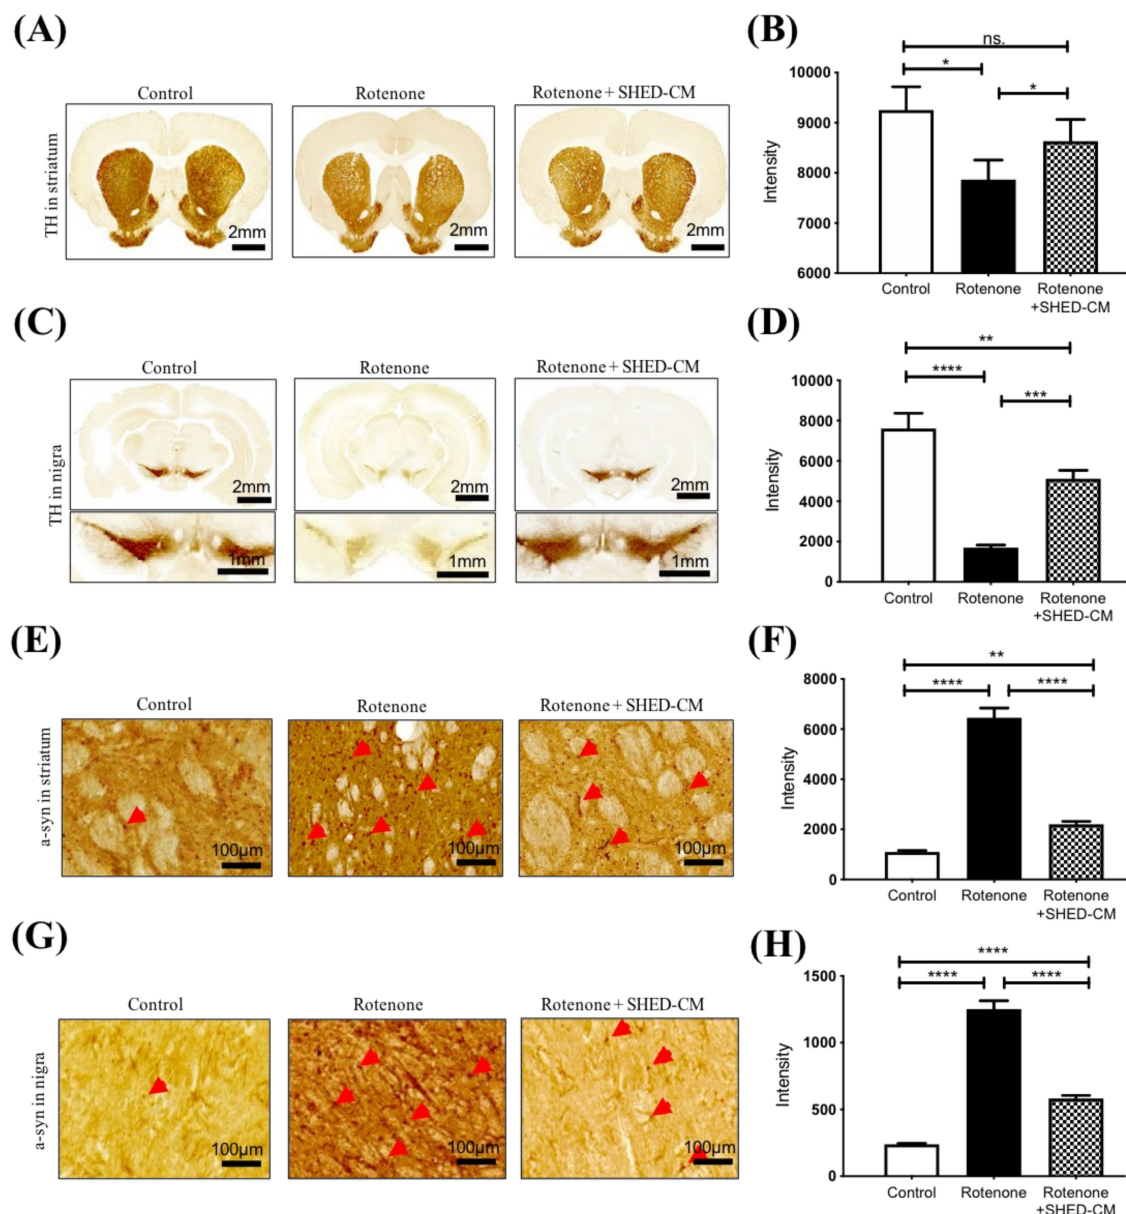 (A)
Control
Rotenone
Rotenone + SHED-CM
TH in striatum
2mm
2mm
2mm
(B)
ns.
*
*
10000
9000
8000
7000
6000
Intensity
Control
Rotenone
Rotenone
+SHED-CM
(C)
Control
Rotenone
Rotenone + SHED-CM
TH in nigra
2mm
2mm
2mm
1mm
1mm
1mm
(D)
**
****
***
10000
8000
6000
4000
2000
0
Intensity
Control
Rotenone
Rotenone
+SHED-CM
(E)
Control
Rotenone
Rotenone + SHED-CM
a-syn in striatum
100μm
100μm
100μm
(F)
**
****
****
8000
6000
4000
2000
0
Intensity
Control
Rotenone
Rotenone
+SHED-CM
(G)
Control
Rotenone
Rotenone + SHED-CM
a-syn in nigra
100μm
100μm
100μm
(H)
****
****
****
1500
1000
500
0
Intensity
Control
Rotenone
Rotenone
+SHED-CM